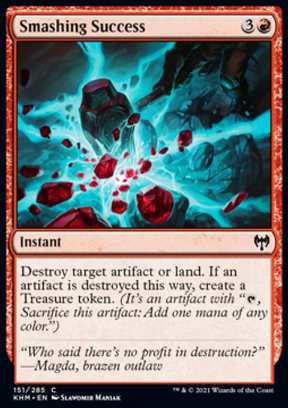 Smashing Success 3
Instant
Destroy target artifact or land. If an
artifact is destroyed this way, create a
Treasure token. (It's an artifact with “,
Sacrifice this artifact: Add one mana of any
color.”)
“Who said there's no profit in destruction?”
—Magda, brazen outlaw
151/285 C
KHM • EN Slawomir Maniak
™ & © 2021 Wizards of the Coast